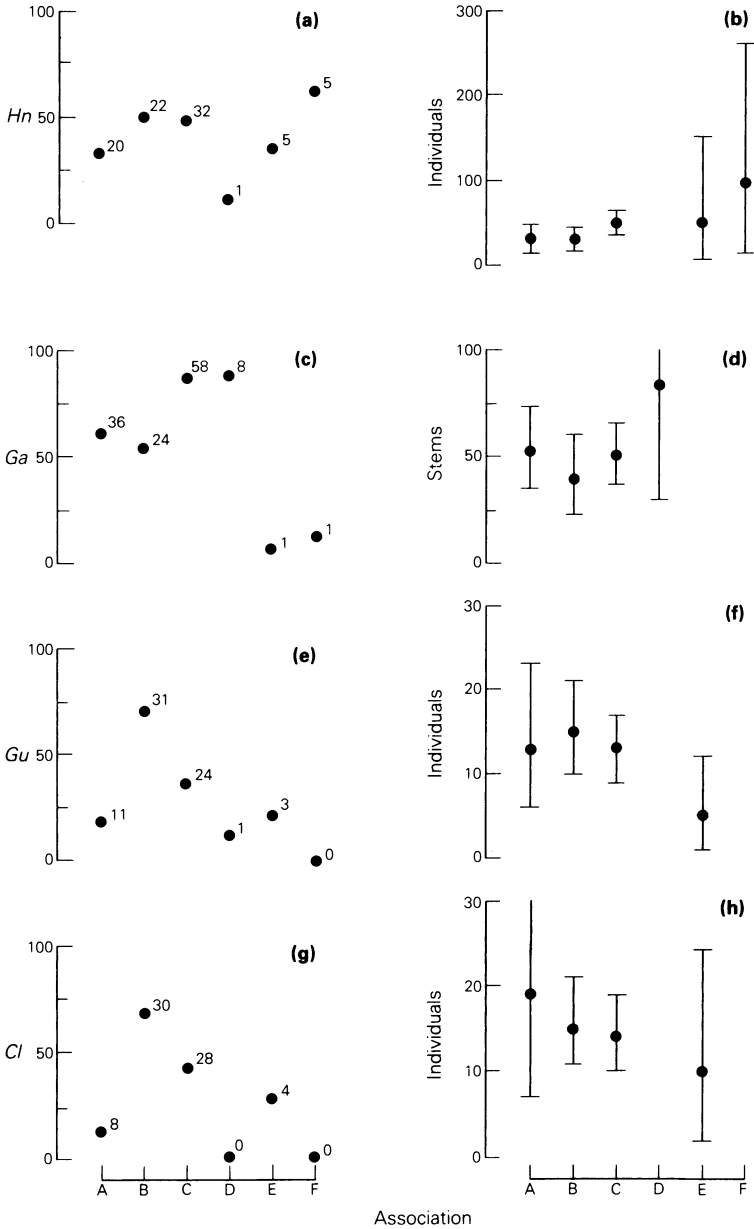 (a)
100
Hn 50
0
20
22
32
1
5
5
(b)
Individuals
300
200
100
0
(c)
100
Ga 50
0
36
24
58
8
1
1
(d)
Stems
100
50
0
(e)
100
Gu 50
0
11
31
24
1
3
0
(f)
Individuals
30
20
10
0
(g)
100
Cl 50
0
8
30
28
0
4
0
A B C D E F
(h)
Individuals
30
20
10
0
A B C D E F
Association